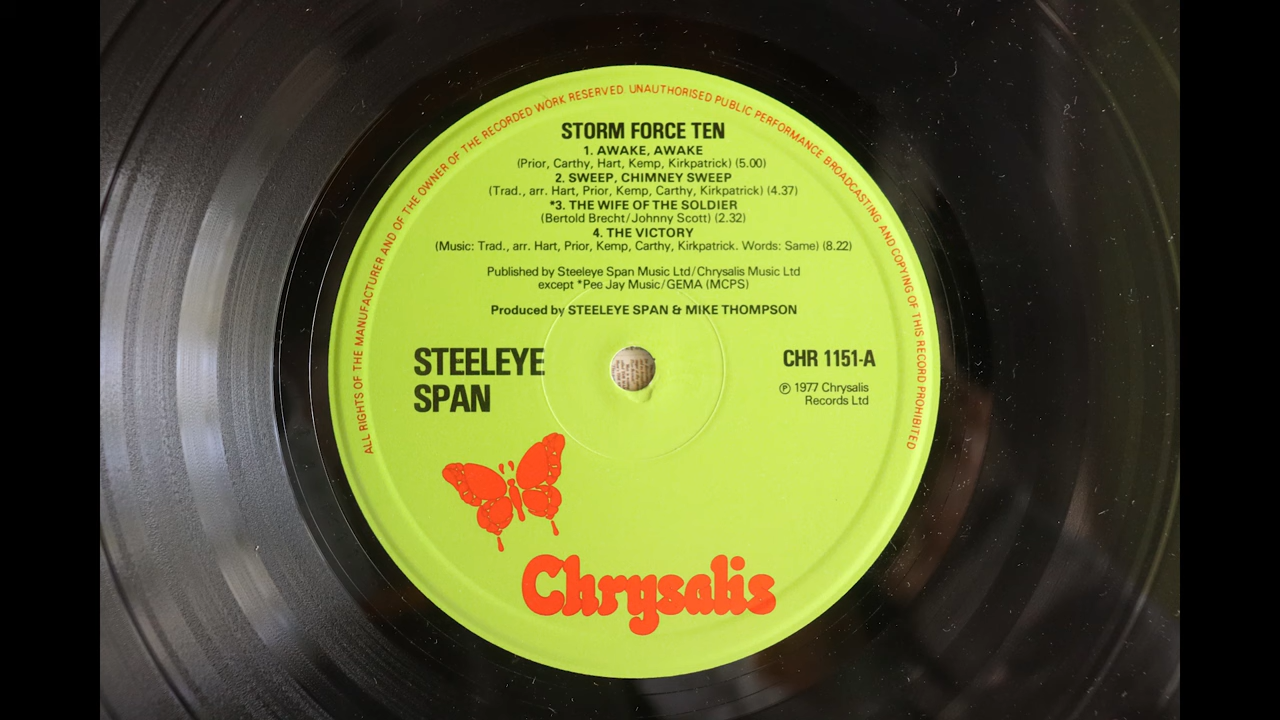 ALL RIGHTS OF THE MANUFACTURER AND OF THE OWNER OF THE RECORDED WORK RESERVED. UNAUTHORISED PUBLIC PERFORMANCE BROADCASTING AND COPYING OF THIS RECORD PROHIBITED
STORM FORCE TEN
1. AWAKE, AWAKE
(Prior, Carthy, Hart, Kemp, Kirkpatrick) (5.00)
2. SWEEP, CHIMNEY SWEEP
(Trad., arr. Hart, Prior, Kemp, Carthy, Kirkpatrick) (4.37)
*3. THE WIFE OF THE SOLDIER
(Bertold Brecht/Johnny Scott) (2.32)
4. THE VICTORY
(Music: Trad., arr. Hart, Prior, Kemp, Carthy, Kirkpatrick. Words: Same) (8.22)
Published by Steeleye Span Music Ltd/Chrysalis Music Ltd
except *Pee Jay Music/GEMA (MCPS)
Produced by STEELEYE SPAN & MIKE THOMPSON
STEELEYE
SPAN
CHR 1151-A
℗ 1977 Chrysalis
Records Ltd
Chrysalis